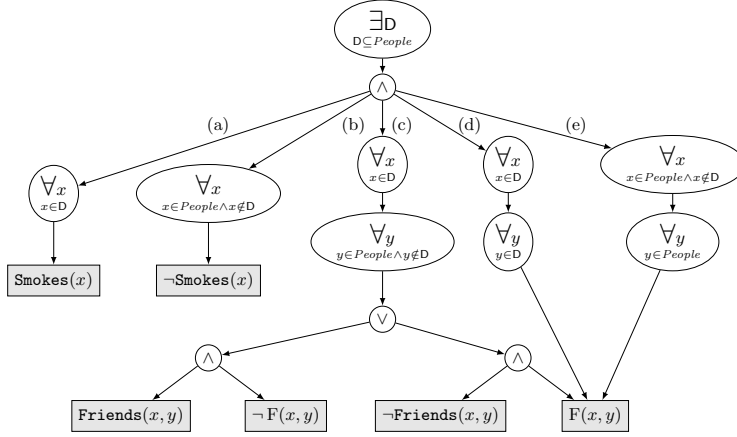 ∃D
D⊆People
∧
(a) (b) (c) (d) (e)
∀x ∀x ∀x ∀x ∀x
x∈D x∈People∧x∉D x∈D x∈D x∈People∧x∉D
∀y ∀y ∀y
y∈People∧y∉D y∈D y∈People
Smokes(x) ¬Smokes(x)
∨
∧ ∧
Friends(x, y) ¬ F(x, y) ¬Friends(x, y) F(x, y)